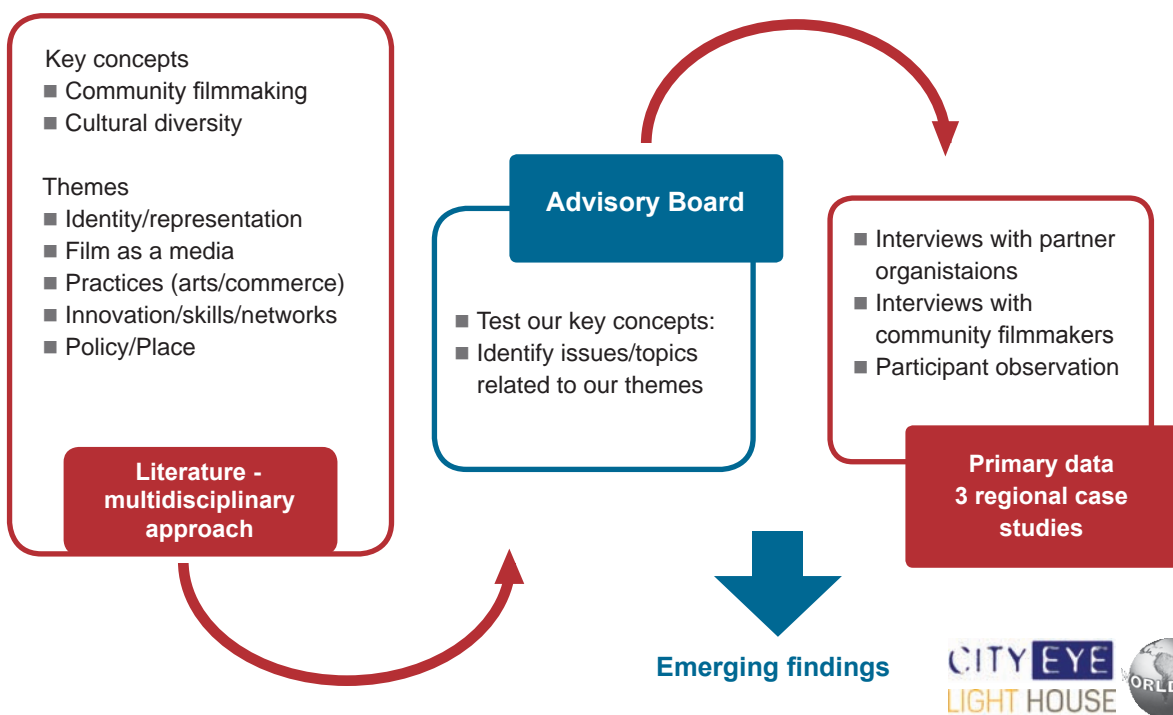 Key concepts
■ Community filmmaking
■ Cultural diversity
Themes
■ Identity/representation
■ Film as a media
■ Practices (arts/commerce)
■ Innovation/skills/networks
■ Policy/Place
Literature -
multidisciplinary
approach
Advisory Board
■ Test our key concepts:
■ Identify issues/topics
related to our themes
■ Interviews with partner
organistaions
■ Interviews with
community filmmakers
■ Participant observation
Primary data
3 regional case
studies
Emerging findings
CITY EYE
LIGHT HOUSE